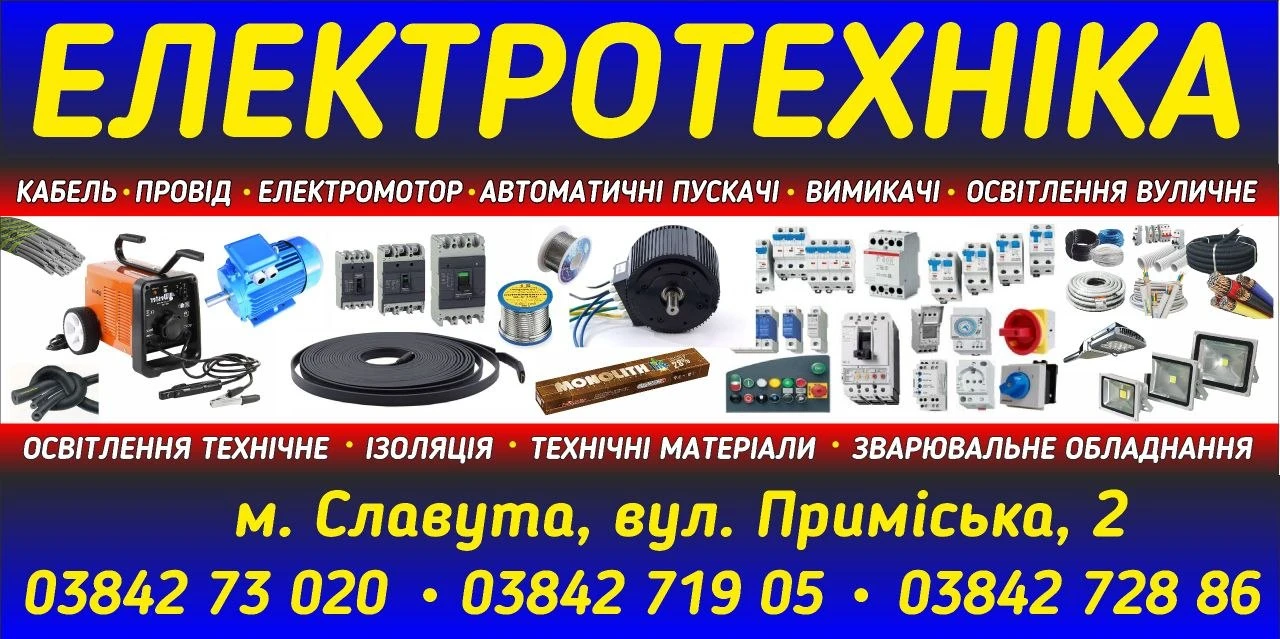 ЕЛЕКТРОТЕХНІКА
КАБЕЛЬ • ПРОВІД • ЕЛЕКТРОМОТОР • АВТОМАТИЧНІ ПУСКАЧІ • ВИМИКАЧІ • ОСВІТЛЕННЯ ВУЛИЧНЕ
MONOLITH
ОСВІТЛЕННЯ ТЕХНІЧНЕ • ІЗОЛЯЦІЯ • ТЕХНІЧНІ МАТЕРІАЛИ • ЗВАРЮВАЛЬНЕ ОБЛАДНАННЯ
м. Славута, вул. Приміська, 2
03842 73 020 • 03842 719 05 • 03842 728 86